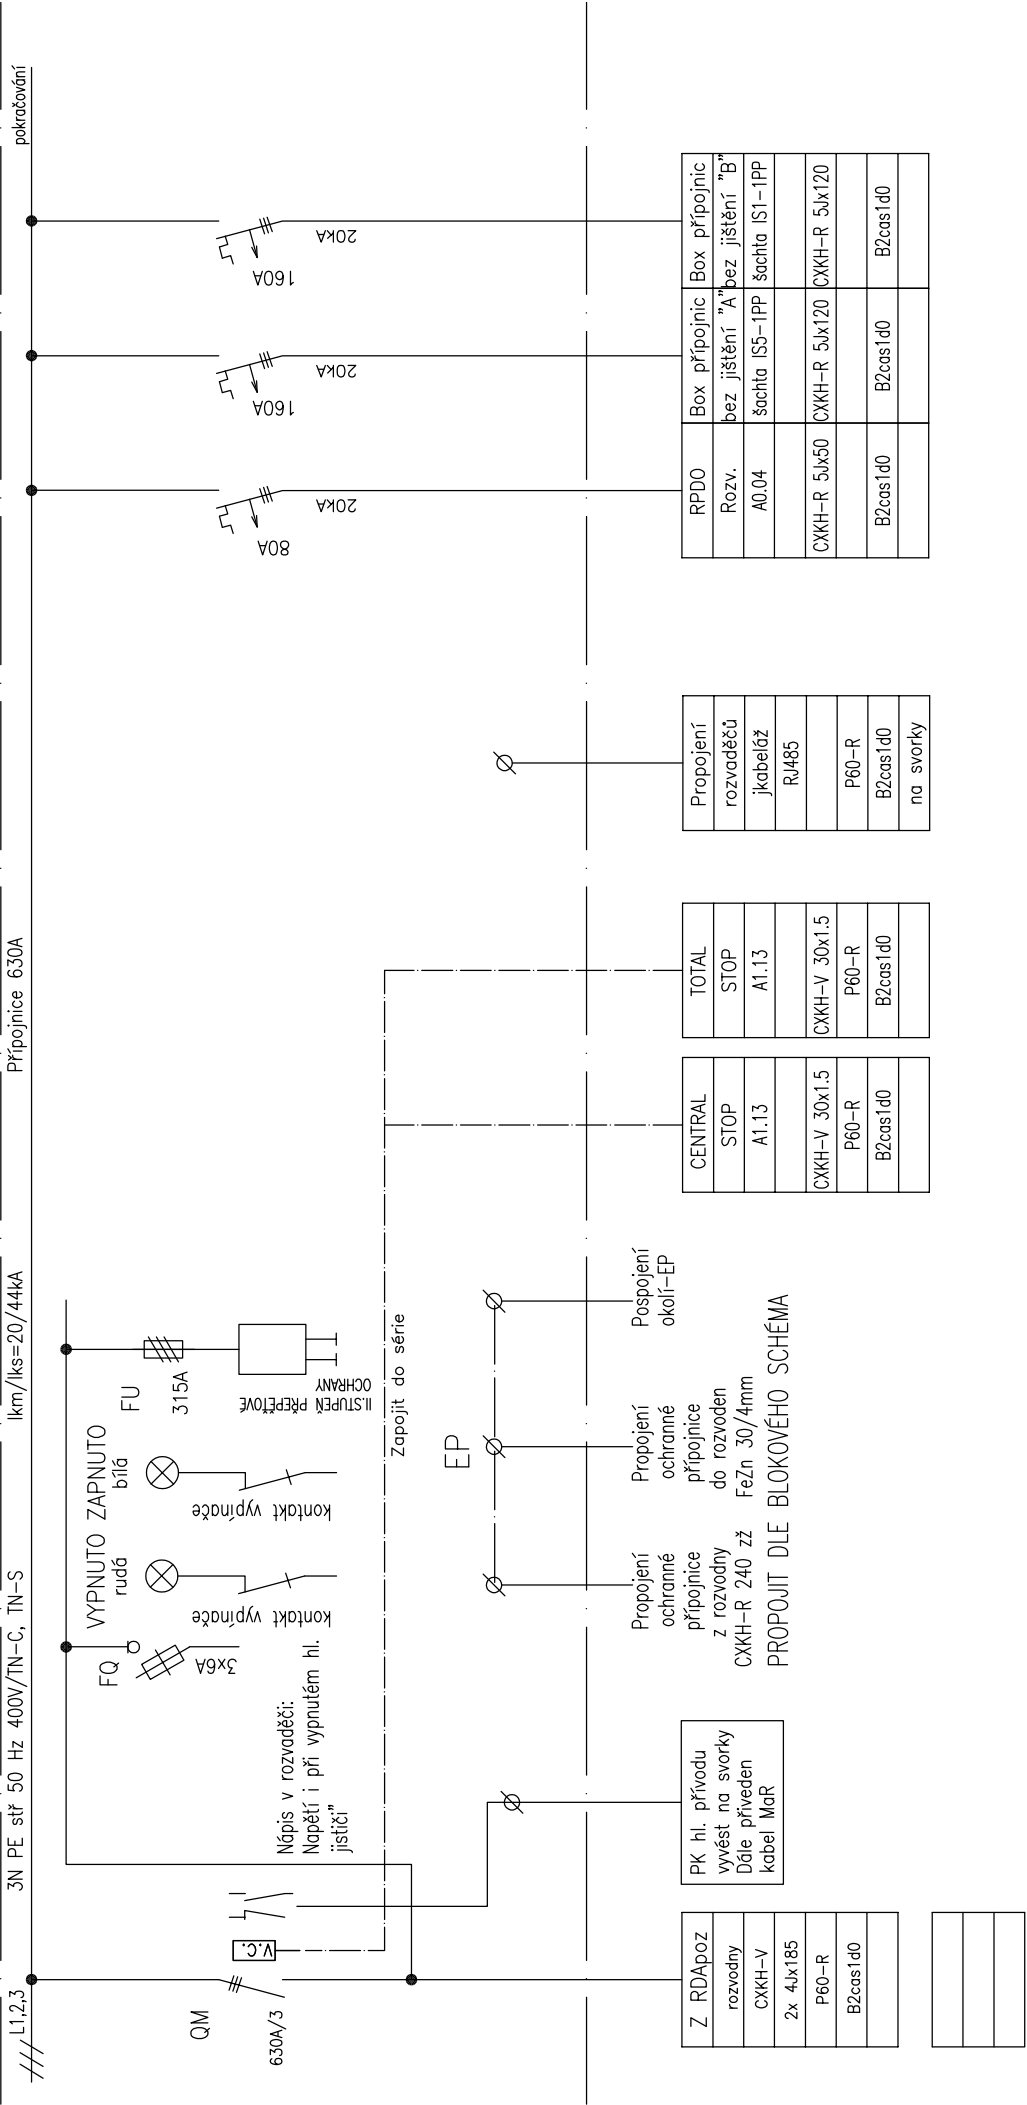 L1,2,3
3N PE stř 50 Hz 400V/TN-C, TN-S
Ikm/Iks=20/44kA
Přípojnice 630A
pokračování
QM
630A/3
V.C.
Nápis v rozvaděči:
Napětí i při vypnutém hl.
jističi"
FQ
3x6A
VYPNUTO
rudá
kontakt vypínače
ZAPNUTO
bílá
kontakt vypínače
FU
315A
II.STUPEŇ PŘEPĚŤOVÉ
OCHRANY
Zapojit do série
80A
20kA
160A
20kA
160A
20kA
EP
Propojení
ochranné
přípojnice
z rozvodny
CXKH-R 240 zž
Propojení
ochranné
přípojnice
do rozvoden
FeZn 30/4mm
Pospojení
okolí-EP
PROPOJIT DLE BLOKOVÉHO SCHÉMA
Z RDApoz
rozvodny
CXKH-V
2x 4Jx185
P60-R
B2cas1d0
PK hl. přívodu
vyvést na svorky
Dále přiveden
kabel MaR
CENTRAL
STOP
A1.13
CXKH-V 30x1.5
P60-R
B2cas1d0
TOTAL
STOP
A1.13
CXKH-V 30x1.5
P60-R
B2cas1d0
Propojení
rozvaděčů
jkabeláž
RJ485
P60-R
B2cas1d0
na svorky
RPDO
Rozv.
A0.04
CXKH-R 5Jx50
B2cas1d0
Box přípojnic
bez jištění "A"
šachta IS5-1PP
CXKH-R 5Jx120
B2cas1d0
Box přípojnic
bez jištění "B"
šachta IS1-1PP
CXKH-R 5Jx120
B2cas1d0